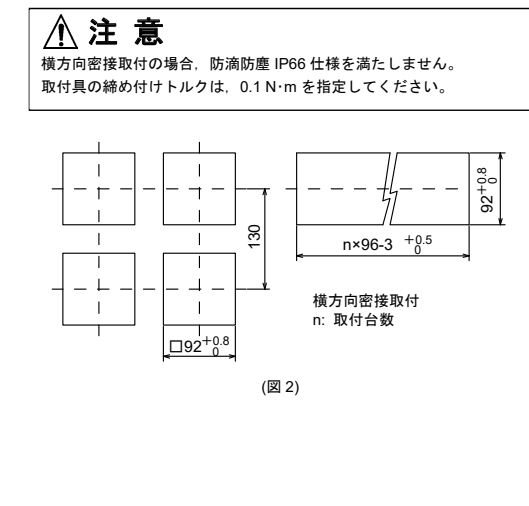 注 意
横方向密接取付の場合，防滴防塵 IP66 仕様を満たしません。
取付具の締め付けトルクは，0.1 N･m を指定してください。
130
92 +0.8 0
n×96-3 +0.5 0
横方向密接取付
n: 取付台数
□92 +0.8 0
(図 2)